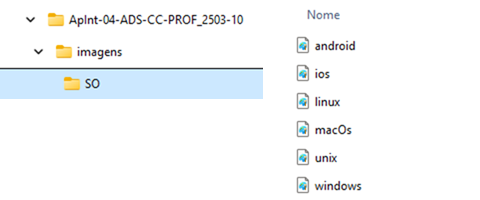 ApInt-04-ADS-CC-PROF_2503-10
imagens
SO
Nome
android
ios
linux
macOs
unix
windows